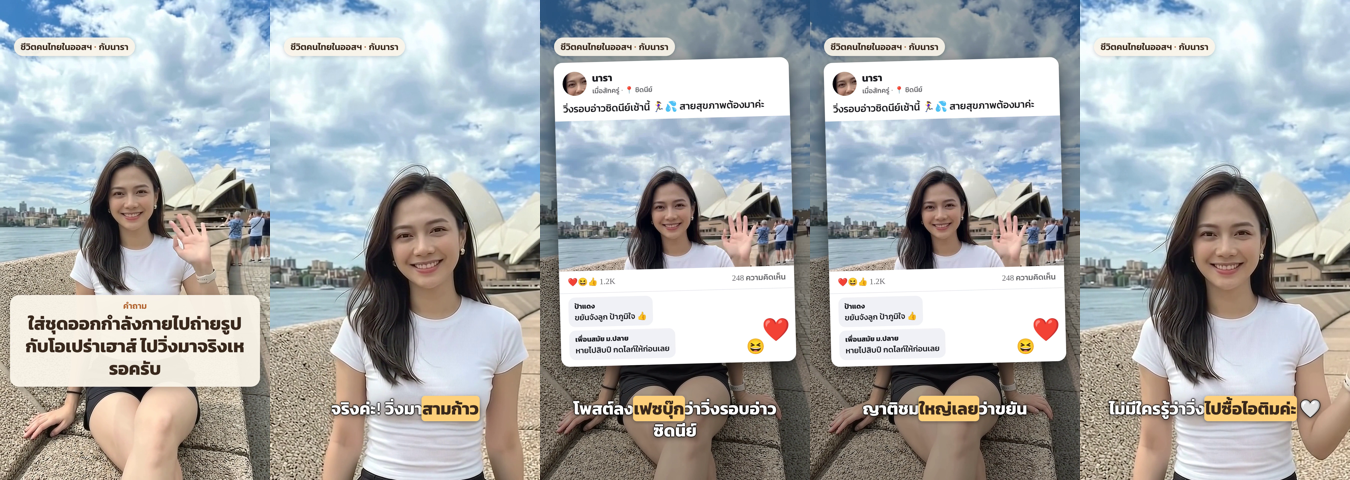 ชีวิตคนไทยในออสฯ · กับนารา
คำถาม
ใส่ชุดออกกำลังกายไปถ่ายรูป
กับโอเปร่าเฮาส์ ไปวิ่งมาจริงเห
รอครับ
ชีวิตคนไทยในออสฯ · กับนารา
จริงค่ะ! วิ่งมาสามก้าว
ชีวิตคนไทยในออสฯ · กับนารา
นารา
เมื่อสักครู่ · 📍 ซิดนีย์
วิ่งรอบอ่าวซิดนีย์เช้านี้ 🏃‍♀️💦 สายสุขภาพต้องมาค่ะ
❤️😆👍 1.2K
248 ความคิดเห็น
ป้าแดง
ขยันจังลูก ป้าภูมิใจ 👍
เพื่อนสมัย ม.ปลาย
หายไปสิบปี กดไลก์ให้ก่อนเลย
โพสต์ลงเฟซบุ๊กว่าวิ่งรอบอ่าว
ซิดนีย์
ชีวิตคนไทยในออสฯ · กับนารา
นารา
เมื่อสักครู่ · 📍 ซิดนีย์
วิ่งรอบอ่าวซิดนีย์เช้านี้ 🏃‍♀️💦 สายสุขภาพต้องมาค่ะ
❤️😆👍 1.2K
248 ความคิดเห็น
ป้าแดง
ขยันจังลูก ป้าภูมิใจ 👍
เพื่อนสมัย ม.ปลาย
หายไปสิบปี กดไลก์ให้ก่อนเลย
ญาติชมใหญ่เลยว่าขยัน
ชีวิตคนไทยในออสฯ · กับนารา
ไม่มีใครรู้ว่าวิ่งไปซื้อไอติมค่ะ 🤍